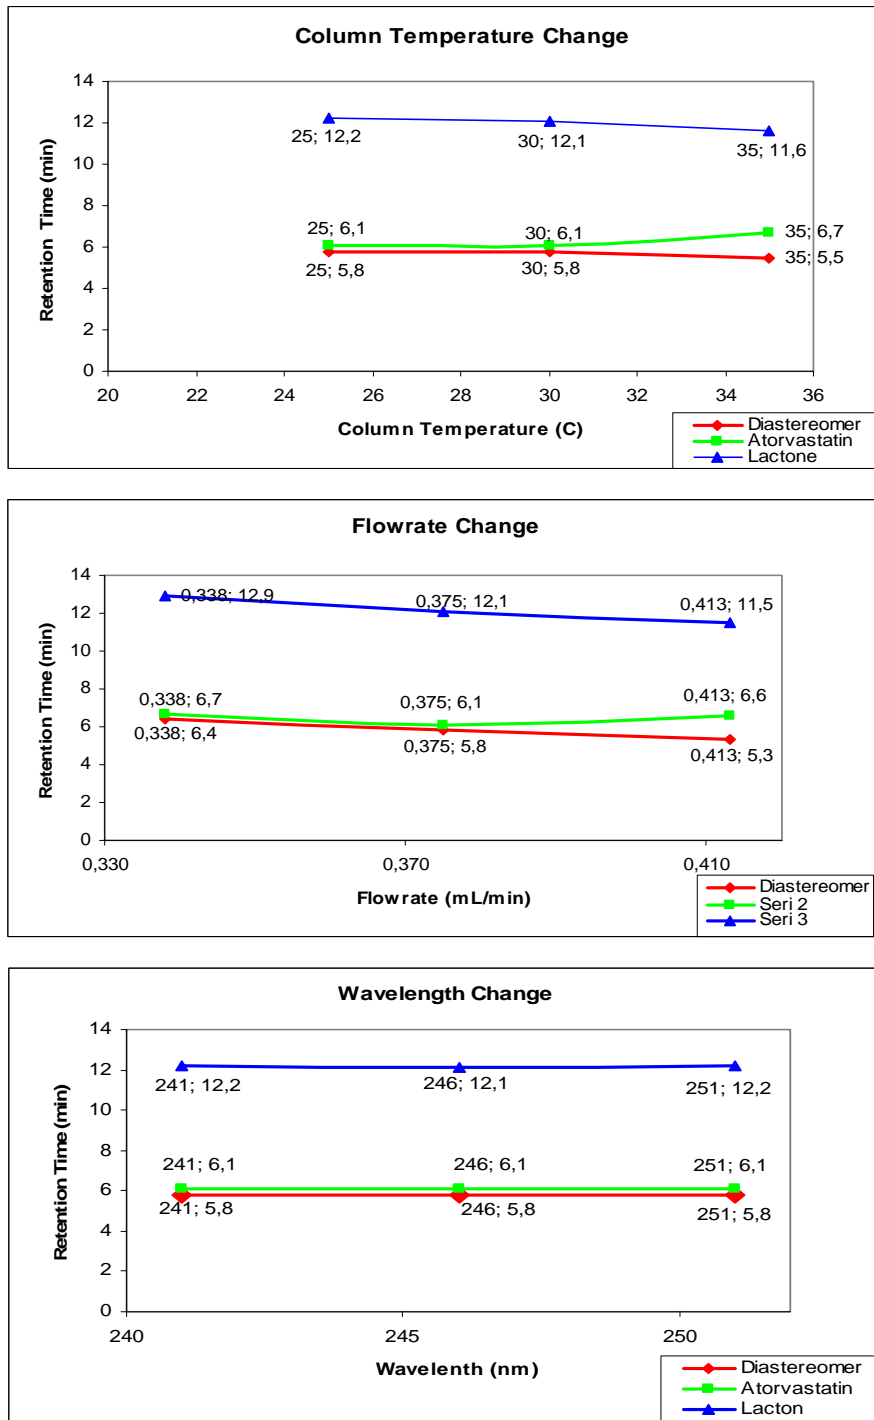 Column Temperature Change
14
12
10
8
6
4
2
0
Retention Time (min)
25; 12,2
30; 12,1
35; 11,6
25; 6,1
30; 6,1
35; 6,7
25; 5,8
30; 5,8
35; 5,5
20 22 24 26 28 30 32 34 36
Column Temperature (C)
Diastereomer
Atorvastatin
Lactone
Flowrate Change
14
12
10
8
6
4
2
0
Retention Time (min)
0,338; 12,9
0,375; 12,1
0,413; 11,5
0,338; 6,7
0,375; 6,1
0,413; 6,6
0,338; 6,4
0,375; 5,8
0,413; 5,3
0,330 0,370 0,410
Flowrate (mL/min)
Diastereomer
Seri 2
Seri 3
Wavelength Change
14
12
10
8
6
4
2
0
Retention Time (min)
241; 12,2
246; 12,1
251; 12,2
241; 6,1
246; 6,1
251; 6,1
241; 5,8
246; 5,8
251; 5,8
240 245 250
Wavelenth (nm)
Diastereomer
Atorvastatin
Lacton